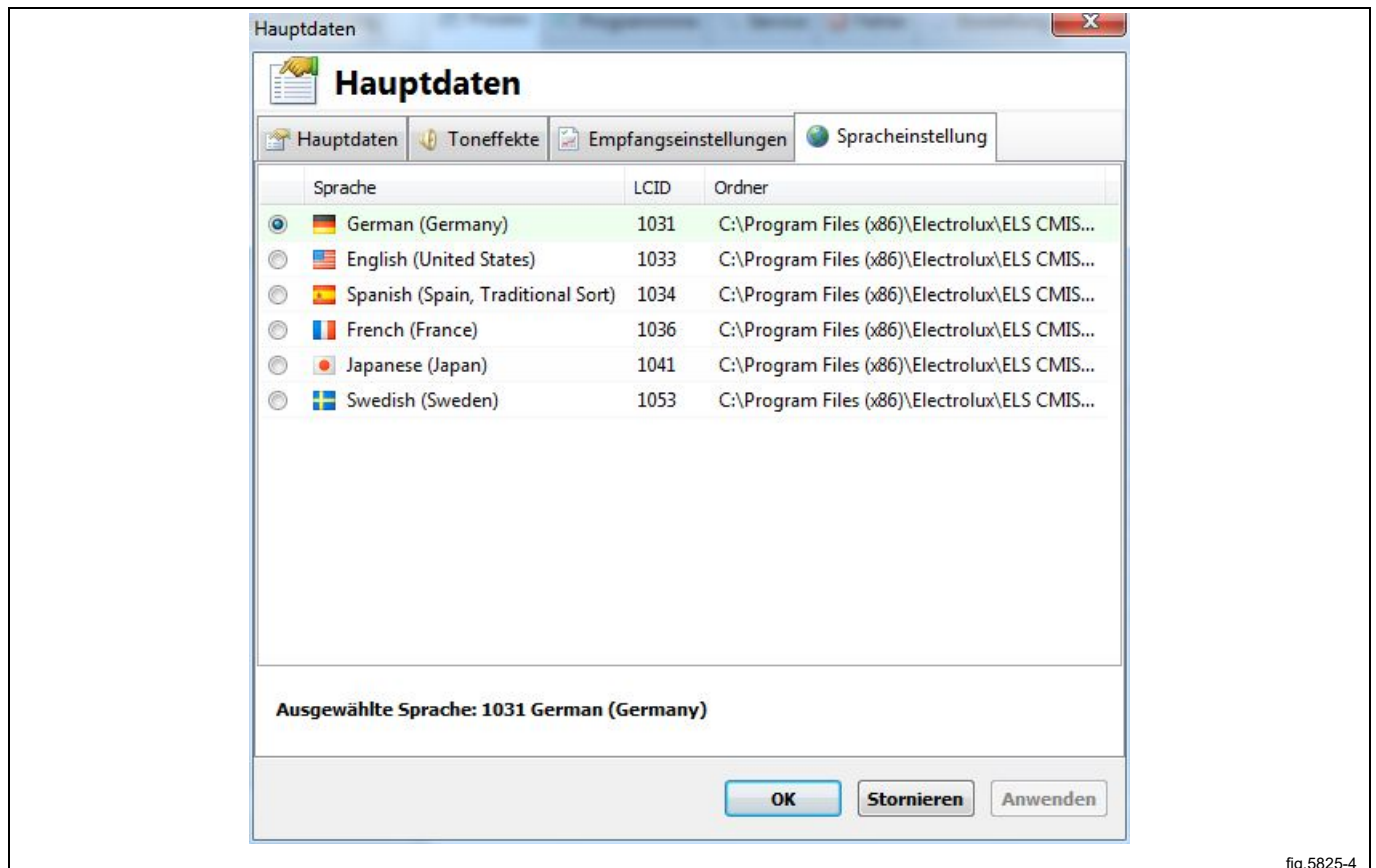 Hauptdaten
Hauptdaten
Hauptdaten Toneffekte Empfangseinstellungen Spracheinstellung
Sprache LCID Ordner
German (Germany) 1031 C:\Program Files (x86)\Electrolux\ELS CMIS...
English (United States) 1033 C:\Program Files (x86)\Electrolux\ELS CMIS...
Spanish (Spain, Traditional Sort) 1034 C:\Program Files (x86)\Electrolux\ELS CMIS...
French (France) 1036 C:\Program Files (x86)\Electrolux\ELS CMIS...
Japanese (Japan) 1041 C:\Program Files (x86)\Electrolux\ELS CMIS...
Swedish (Sweden) 1053 C:\Program Files (x86)\Electrolux\ELS CMIS...
Ausgewählte Sprache: 1031 German (Germany)
OK Stornieren Anwenden
fig.5825-4